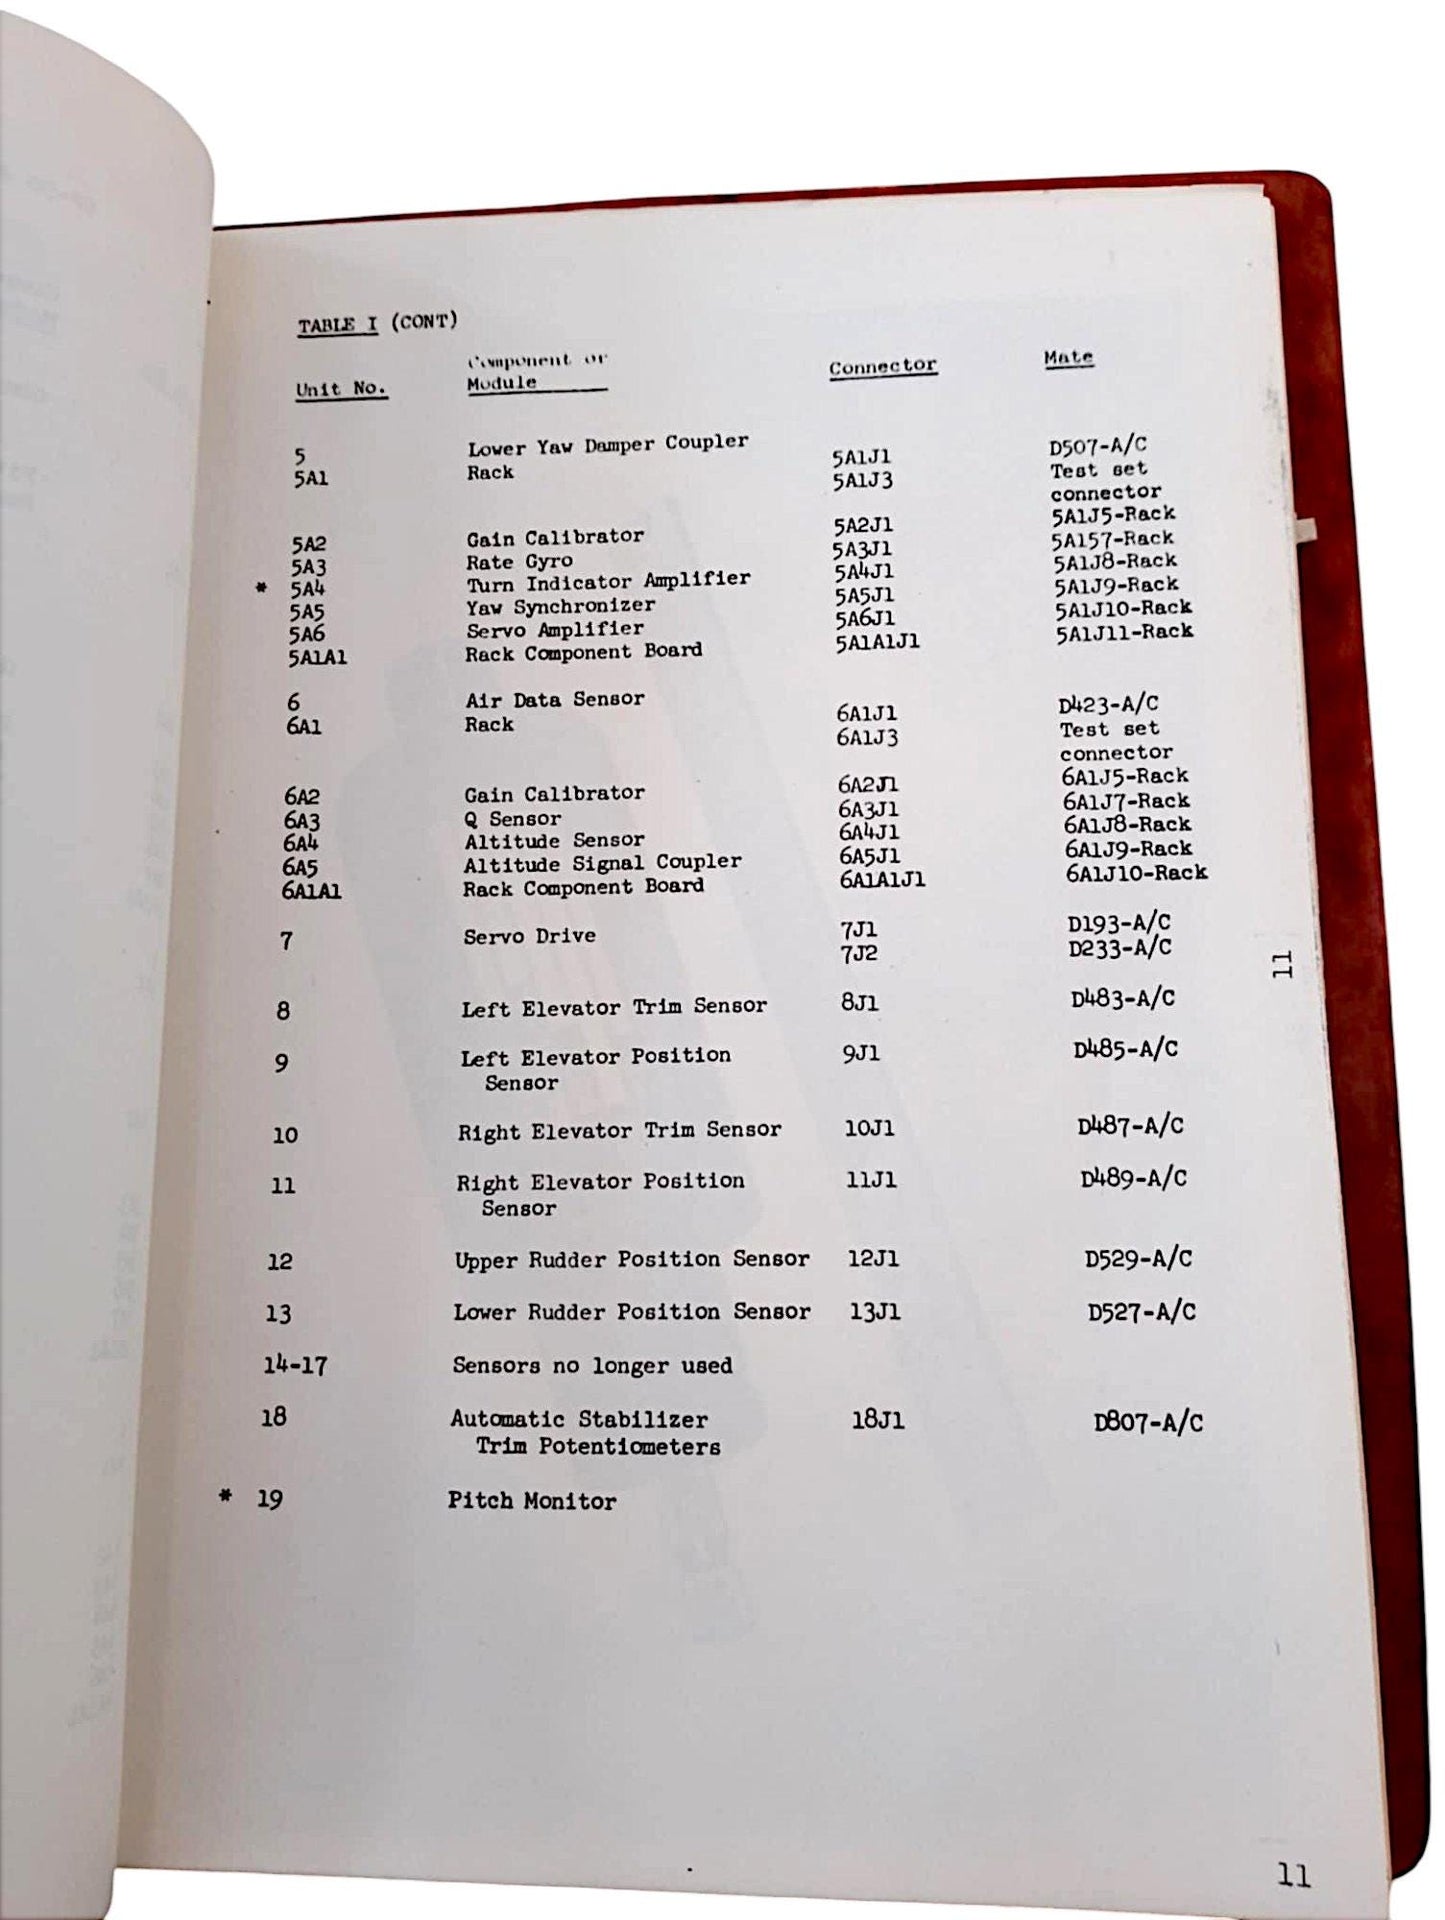 TABLE I (CONT)
Component or
Unit No. Module Connector Mate
5 Lower Yaw Damper Coupler
5A1 Rack 5A1J1 D507-A/C
5A1J3 Test set
connector
5A2 Gain Calibrator 5A2J1 5A1J5-Rack
5A3 Rate Gyro 5A3J1 5A157-Rack
* 5A4 Turn Indicator Amplifier 5A4J1 5A1J8-Rack
5A5 Yaw Synchronizer 5A5J1 5A1J9-Rack
5A6 Servo Amplifier 5A6J1 5A1J10-Rack
5A1A1 Rack Component Board 5A1A1J1 5A1J11-Rack
6 Air Data Sensor
6A1 Rack 6A1J1 D423-A/C
6A1J3 Test set
connector
6A2 Gain Calibrator 6A2J1 6A1J5-Rack
6A3 Q Sensor 6A3J1 6A1J7-Rack
6A4 Altitude Sensor 6A4J1 6A1J8-Rack
6A5 Altitude Signal Coupler 6A5J1 6A1J9-Rack
6A1A1 Rack Component Board 6A1A1J1 6A1J10-Rack
7 Servo Drive 7J1 D193-A/C
7J2 D233-A/C
11
8 Left Elevator Trim Sensor 8J1 D483-A/C
9 Left Elevator Position 9J1 D485-A/C
Sensor
10 Right Elevator Trim Sensor 10J1 D487-A/C
11 Right Elevator Position 11J1 D489-A/C
Sensor
12 Upper Rudder Position Sensor 12J1 D529-A/C
13 Lower Rudder Position Sensor 13J1 D527-A/C
14-17 Sensors no longer used
18 Automatic Stabilizer 18J1 D807-A/C
Trim Potentiometers
* 19 Pitch Monitor
11